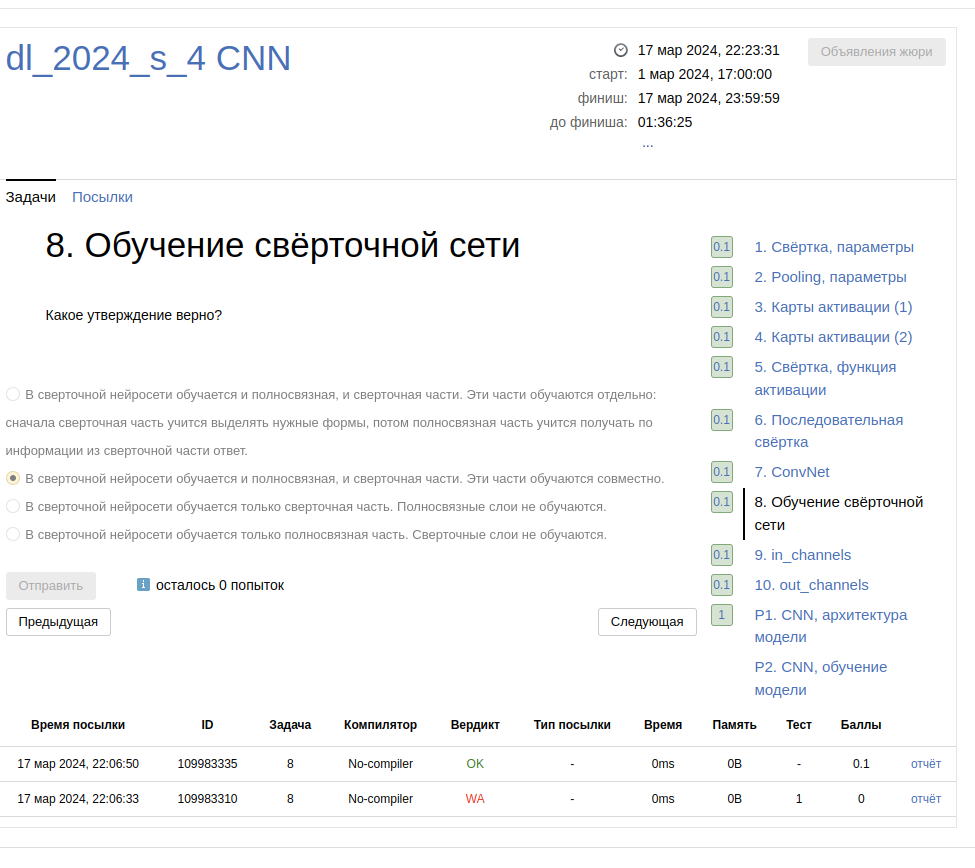 dl_2024_s_4 CNN
17 мар 2024, 22:23:31
Объявления жюри
старт: 1 мар 2024, 17:00:00
финиш: 17 мар 2024, 23:59:59
до финиша: 01:36:25
...
Задачи Посылки
8. Обучение свёрточной сети
Какое утверждение верно?
В сверточной нейросети обучается и полносвязная, и сверточная части. Эти части обучаются отдельно:
сначала сверточная часть учится выделять нужные формы, потом полносвязная часть учится получать по
информации из сверточной части ответ.
В сверточной нейросети обучается и полносвязная, и сверточная части. Эти части обучаются совместно.
В сверточной нейросети обучается только сверточная часть. Полносвязные слои не обучаются.
В сверточной нейросети обучается только полносвязная часть. Сверточные слои не обучаются.
Отправить i осталось 0 попыток
Предыдущая Следующая
0.1 1. Свёртка, параметры
0.1 2. Pooling, параметры
0.1 3. Карты активации (1)
0.1 4. Карты активации (2)
0.1 5. Свёртка, функция
активации
0.1 6. Последовательная
свёртка
0.1 7. ConvNet
0.1 8. Обучение свёрточной
сети
0.1 9. in_channels
0.1 10. out_channels
1 P1. CNN, архитектура
модели
P2. CNN, обучение
модели
Время посылки ID Задача Компилятор Вердикт Тип посылки Время Память Тест Баллы
17 мар 2024, 22:06:50 109983335 8 No-compiler OK - 0ms 0B - 0.1 отчёт
17 мар 2024, 22:06:33 109983310 8 No-compiler WA - 0ms 0B 1 0 отчёт